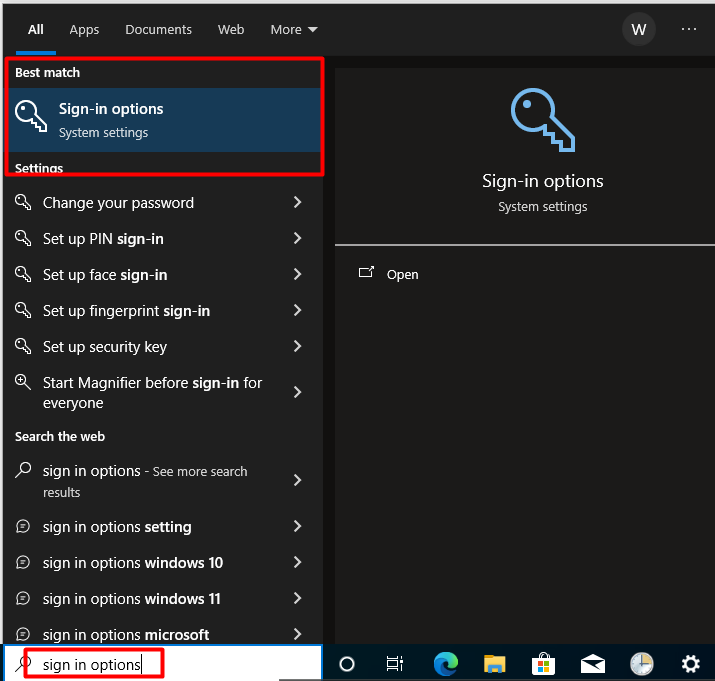 All Apps Documents Web More W ...
Best match
Sign-in options
System settings
Settings
Change your password
Set up PIN sign-in
Set up face sign-in
Set up fingerprint sign-in
Set up security key
Start Magnifier before sign-in for
everyone
Search the web
sign in options - See more search
results
sign in options setting
sign in options windows 10
sign in options windows 11
sign in options microsoft
sign in options
Sign-in options
System settings
Open